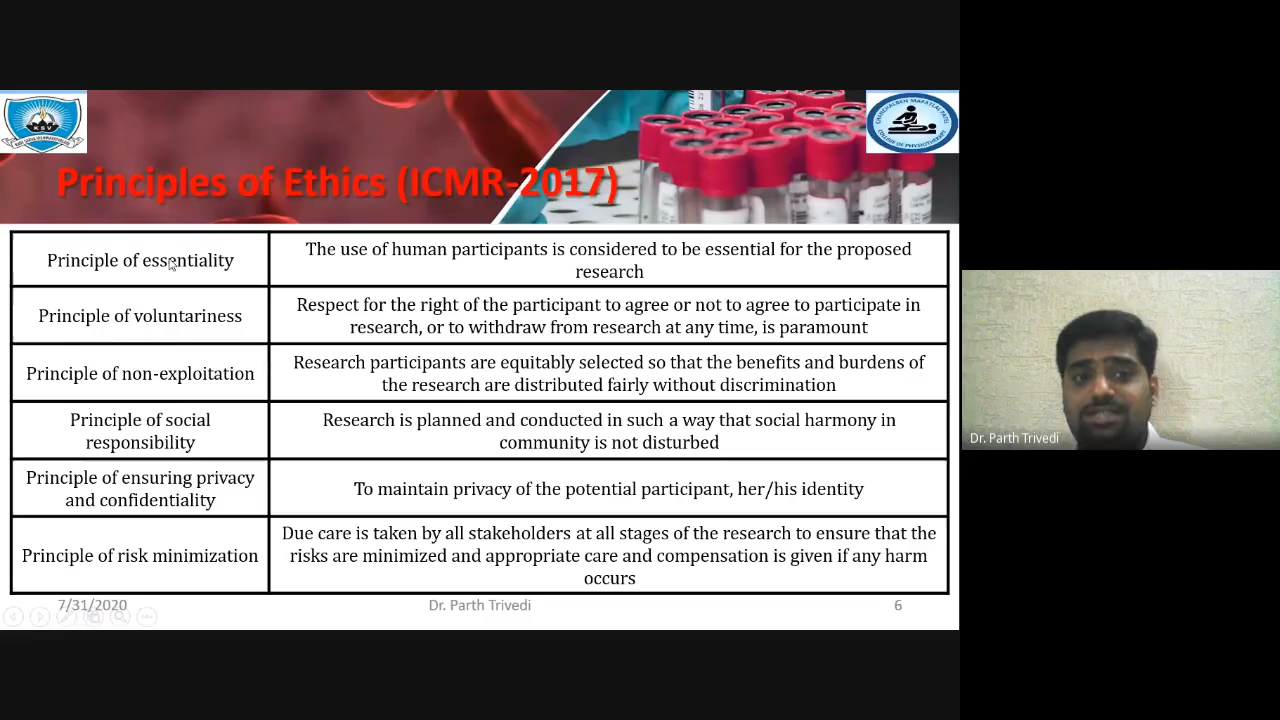 KSV
Principles of Ethics (ICMR-2017)
Principle of essentiality
The use of human participants is considered to be essential for the proposed
research
Principle of voluntariness
Respect for the right of the participant to agree or not to agree to participate in
research, or to withdraw from research at any time, is paramount
Principle of non-exploitation
Research participants are equitably selected so that the benefits and burdens of
the research are distributed fairly without discrimination
Principle of social
responsibility
Research is planned and conducted in such a way that social harmony in
community is not disturbed
Principle of ensuring privacy
and confidentiality
To maintain privacy of the potential participant, her/his identity
Principle of risk minimization
Due care is taken by all stakeholders at all stages of the research to ensure that the
risks are minimized and appropriate care and compensation is given if any harm
occurs
7/31/2020
Dr. Parth Trivedi
6
Dr. Parth Trivedi